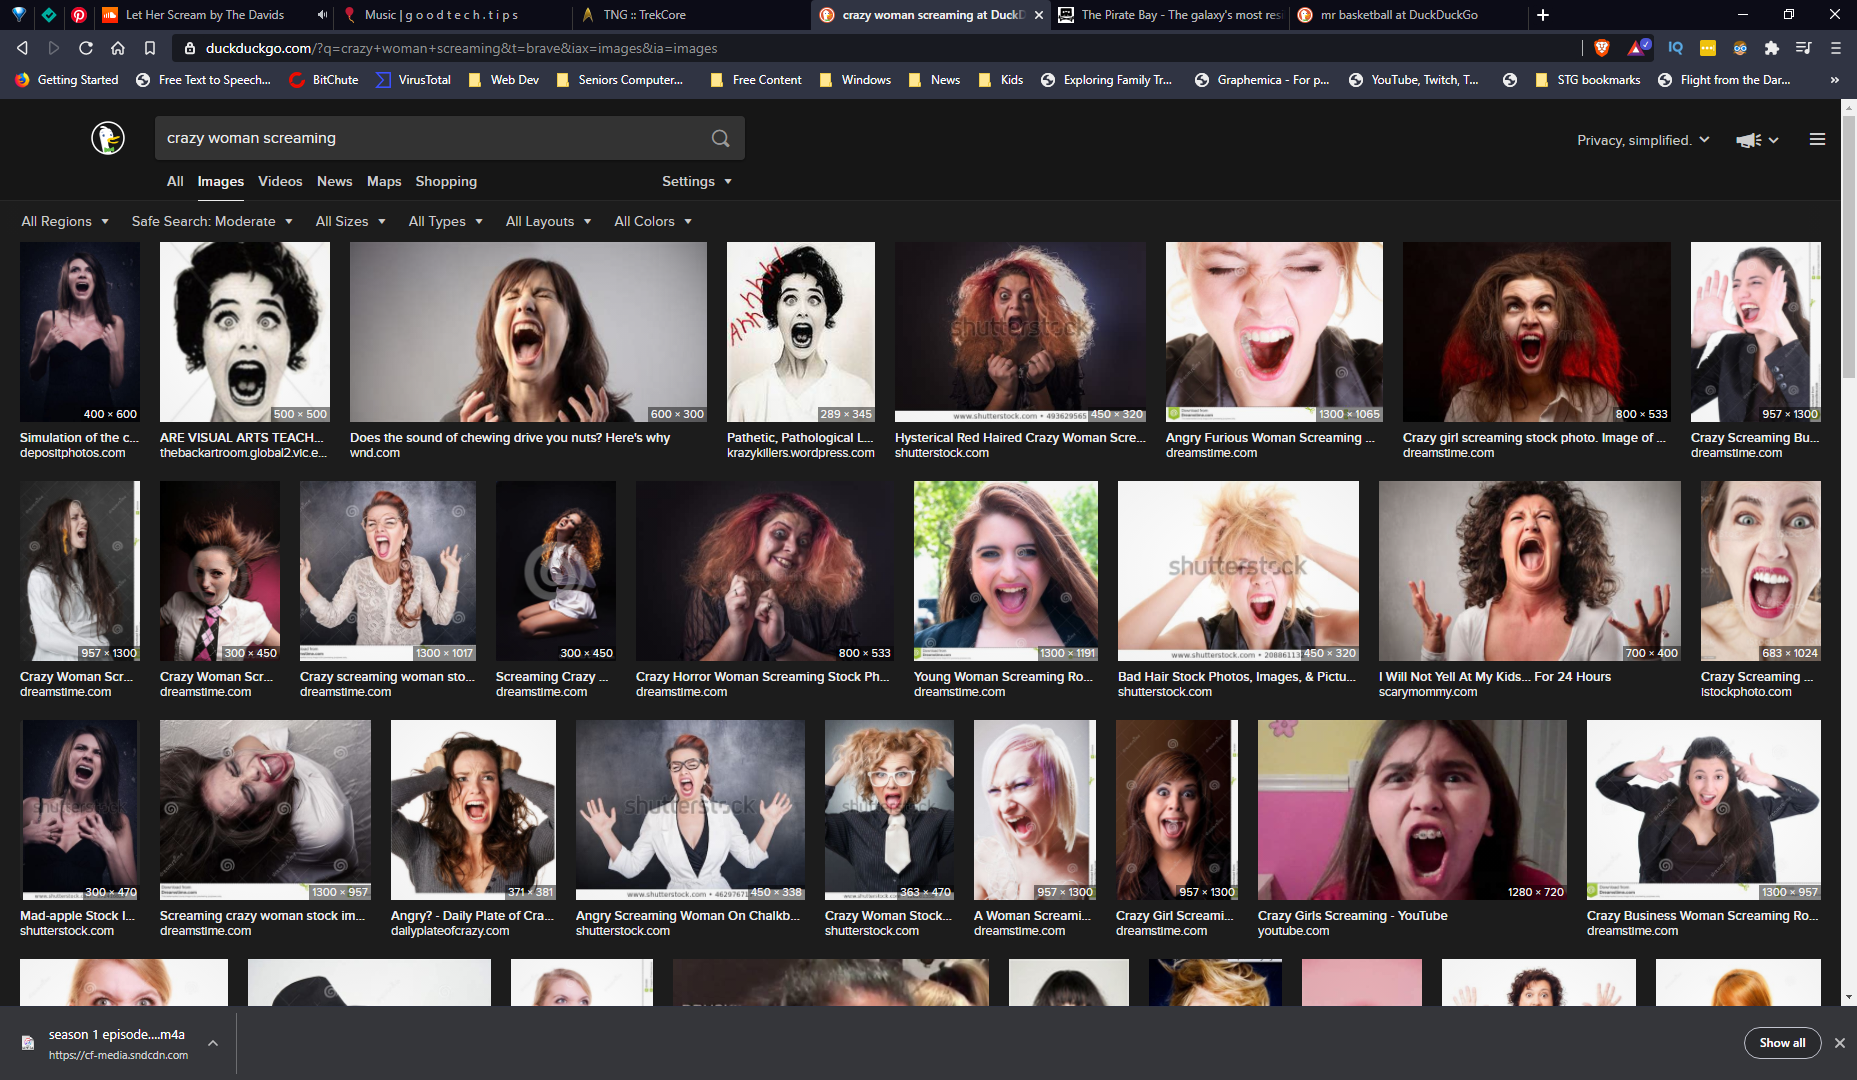 Let Her Scream by The Davids
Music | g o o d t e c h . t i p s
TNG :: TrekCore
crazy woman screaming at DuckD
The Pirate Bay - The galaxy's most resi
mr basketball at DuckDuckGo
duckduckgo.com/?q=crazy+woman+screaming&t=brave&iax=images&ia=images
IQ
Getting Started
Free Text to Speech...
BitChute
VirusTotal
Web Dev
Seniors Computer...
Free Content
Windows
News
Kids
Exploring Family Tr...
Graphemica - For p...
YouTube, Twitch, T...
STG bookmarks
Flight from the Dar...
crazy woman screaming
Privacy, simplified.
All Images Videos News Maps Shopping
Settings
All Regions
Safe Search: Moderate
All Sizes
All Types
All Layouts
All Colors
Ahhhhh!
shutterstock
www.shutterstock.com • 493629565
400 × 600
500 × 500
600 × 300
289 × 345
450 × 320
1300 × 1065
800 × 533
957 × 1300
Simulation of the c...
depositphotos.com
ARE VISUAL ARTS TEACH...
thebackartroom.global2.vic.e...
Does the sound of chewing drive you nuts? Here's why
wnd.com
Pathetic, Pathological L...
krazykillers.wordpress.com
Hysterical Red Haired Crazy Woman Scre...
shutterstock.com
Angry Furious Woman Screaming ...
dreamstime.com
Crazy girl screaming stock photo. Image of ...
dreamstime.com
Crazy Screaming Bu...
dreamstime.com
shutterstock
www.shutterstock.com • 20886113
957 × 1300
300 × 450
1300 × 1017
300 × 450
800 × 533
1300 × 1191
450 × 320
700 × 400
683 × 1024
Crazy Woman Scr...
dreamstime.com
Crazy Woman Scr...
dreamstime.com
Crazy screaming woman sto...
dreamstime.com
Screaming Crazy ...
dreamstime.com
Crazy Horror Woman Screaming Stock Ph...
dreamstime.com
Young Woman Screaming Ro...
dreamstime.com
Bad Hair Stock Photos, Images, & Pictu...
shutterstock.com
I Will Not Yell At My Kids... For 24 Hours
scarymommy.com
Crazy Screaming ...
istockphoto.com
shutterstock
shutterstock
shutterstock
www.shutterstock.com • 46297671
300 × 470
1300 × 957
371 × 381
450 × 338
363 × 470
957 × 1300
957 × 1300
1280 × 720
1300 × 957
Mad-apple Stock I...
shutterstock.com
Screaming crazy woman stock im...
dreamstime.com
Angry? - Daily Plate of Cra...
dailyplateofcrazy.com
Angry Screaming Woman On Chalkb...
shutterstock.com
Crazy Woman Stock...
shutterstock.com
A Woman Screami...
dreamstime.com
Crazy Girl Screami...
dreamstime.com
Crazy Girls Screaming - YouTube
youtube.com
Crazy Business Woman Screaming Ro...
dreamstime.com
season 1 episode....m4a
https://cf-media.sndcdn.com
Show all